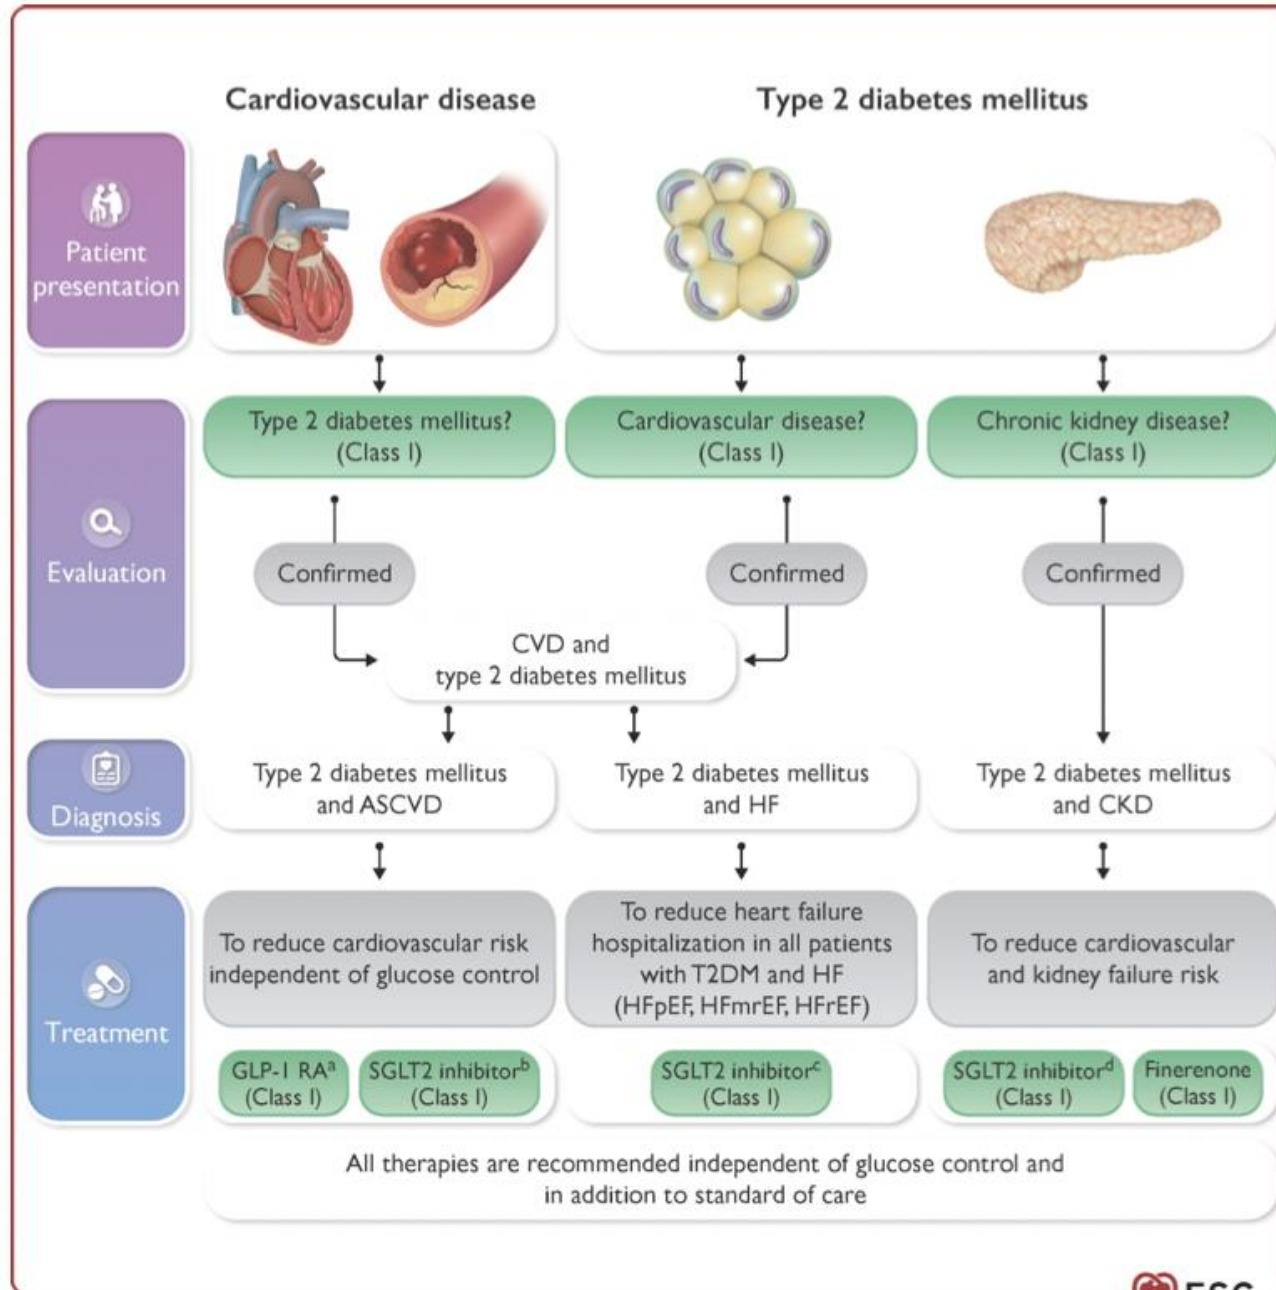 Cardiovascular disease
Type 2 diabetes mellitus
Patient
presentation
Type 2 diabetes mellitus?
(Class I)
Cardiovascular disease?
(Class I)
Chronic kidney disease?
(Class I)
Evaluation
Confirmed
Confirmed
Confirmed
CVD and
type 2 diabetes mellitus
Diagnosis
Type 2 diabetes mellitus
and ASCVD
Type 2 diabetes mellitus
and HF
Type 2 diabetes mellitus
and CKD
Treatment
To reduce cardiovascular risk
independent of glucose control
To reduce heart failure
hospitalization in all patients
with T2DM and HF
(HFpEF, HFmrEF, HFrEF)
To reduce cardiovascular
and kidney failure risk
GLP-1 RAᵃ
(Class I)
SGLT2 inhibitorᵇ
(Class I)
SGLT2 inhibitorᶜ
(Class I)
SGLT2 inhibitorᵈ
(Class I)
Finerenone
(Class I)
All therapies are recommended independent of glucose control and
in addition to standard of care
ESC